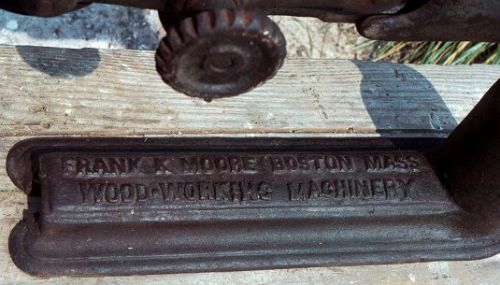 FRANK K MOORE BOSTON MASS
WOOD-WORKING MACHINERY